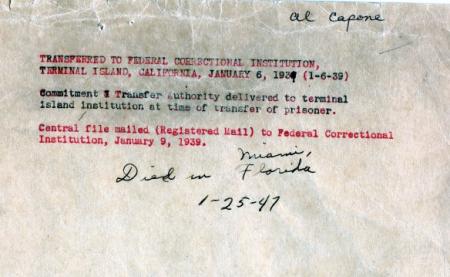 Al Capone
TRANSFERRED TO FEDERAL CORRECTIONAL INSTITUTION,
TERMINAL ISLAND, CALIFORNIA, JANUARY 6, 1939 (1-6-39)
Commitment & Transfer Authority delivered to terminal
island institution at time of transfer of prisoner.
Central file mailed (Registered Mail) to Federal Correctional
Institution, January 9, 1939.
Died in Miami,
Florida
1-25-47